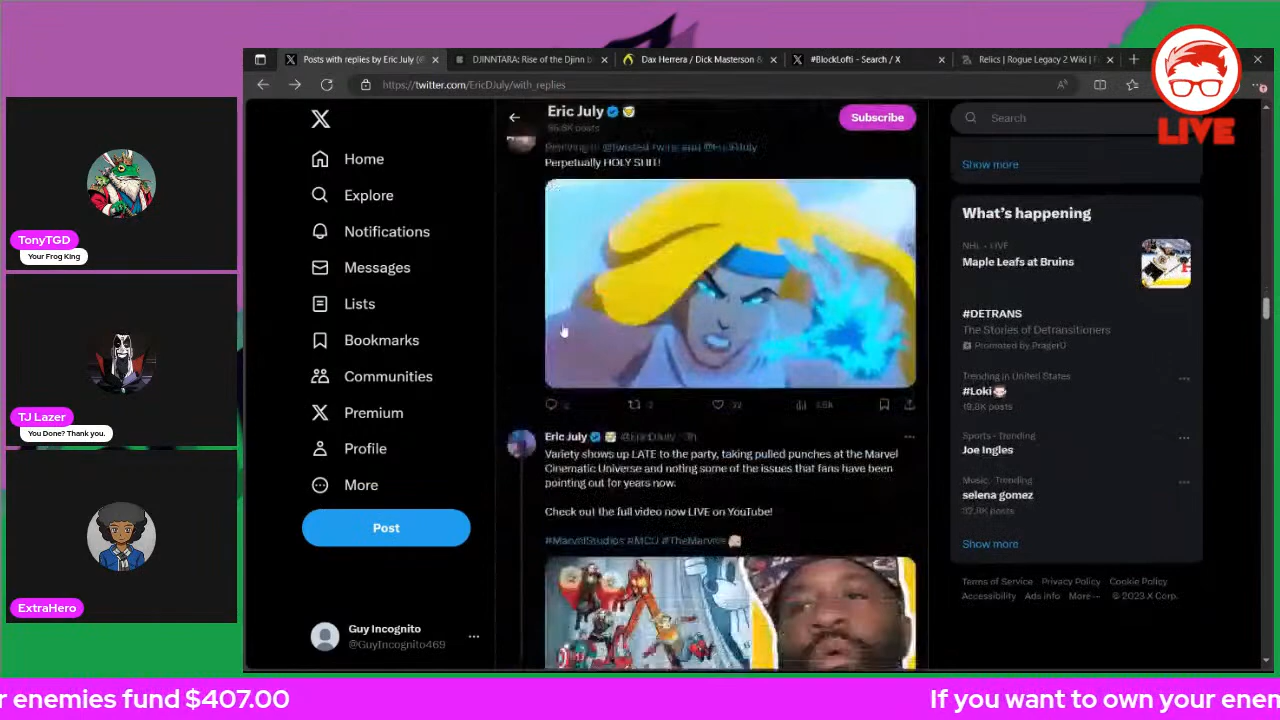 TonyTGD
Your Frog King
TJ Lazer
You Done? Thank you.
ExtraHero
Posts with replies by Eric July (@
DJINNTARA: Rise of the Djinn b
Dax Herrera / Dick Masterson &
#BlockLofti - Search / X
Relics | Rogue Legacy 2 Wiki | F
https://twitter.com/EricDJuly/with_replies
LIVE
Home
Explore
Notifications
Messages
Lists
Bookmarks
Communities
Premium
Profile
More
Post
Guy Incognito
@GuyIncognito469
Eric July
posts
Subscribe
Perpetually HOLY SHIT!
Eric July @EricDJuly
Variety shows up LATE to the party, taking pulled punches at the Marvel
Cinematic Universe and noting some of the issues that fans have been
pointing out for years now.
Check out the full video now LIVE on YouTube!
#MarvelStudios #MCU #TheMarvels
Search
Show more
What's happening
NHL · LIVE
Maple Leafs at Bruins
#DETRANS
The Stories of Detransitioners
Promoted by PragerU
Trending in United States
#Loki
19.8K posts
Sports · Trending
Joe Ingles
Music · Trending
selena gomez
posts
Show more
Terms of Service Privacy Policy Cookie Policy
Accessibility Ads info More ··· © 2023 X Corp.
r enemies fund $407.00
If you want to own your enem